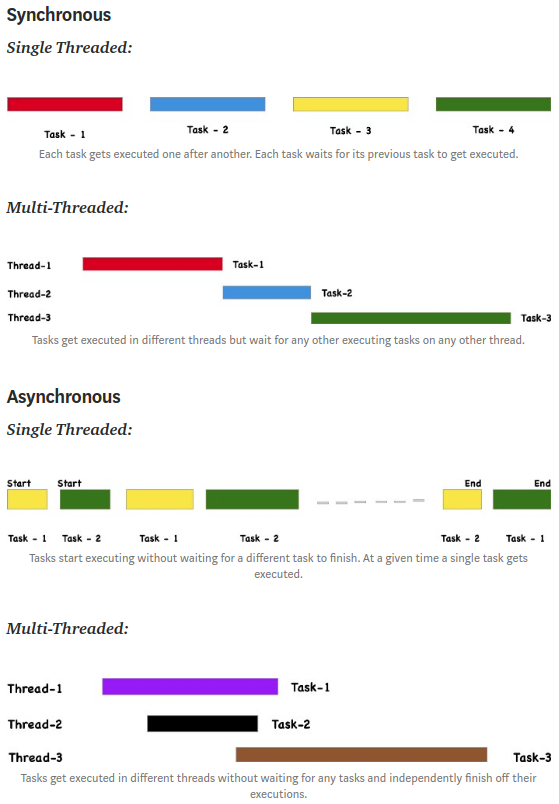 Synchronous
Single Threaded:
Task - 1 Task - 2 Task - 3 Task - 4
Each task gets executed one after another. Each task waits for its previous task to get executed.
Multi-Threaded:
Thread-1 Task-1
Thread-2 Task-2
Thread-3 Task-3
Tasks get executed in different threads but wait for any other executing tasks on any other thread.
Asynchronous
Single Threaded:
Start Start End End
Task - 1 Task - 2 Task - 1 Task - 2 Task - 2 Task - 1
Tasks start executing without waiting for a different task to finish. At a given time a single task gets
executed.
Multi-Threaded:
Thread-1 Task-1
Thread-2 Task-2
Thread-3 Task-3
Tasks get executed in different threads without waiting for any tasks and independently finish off their
executions.